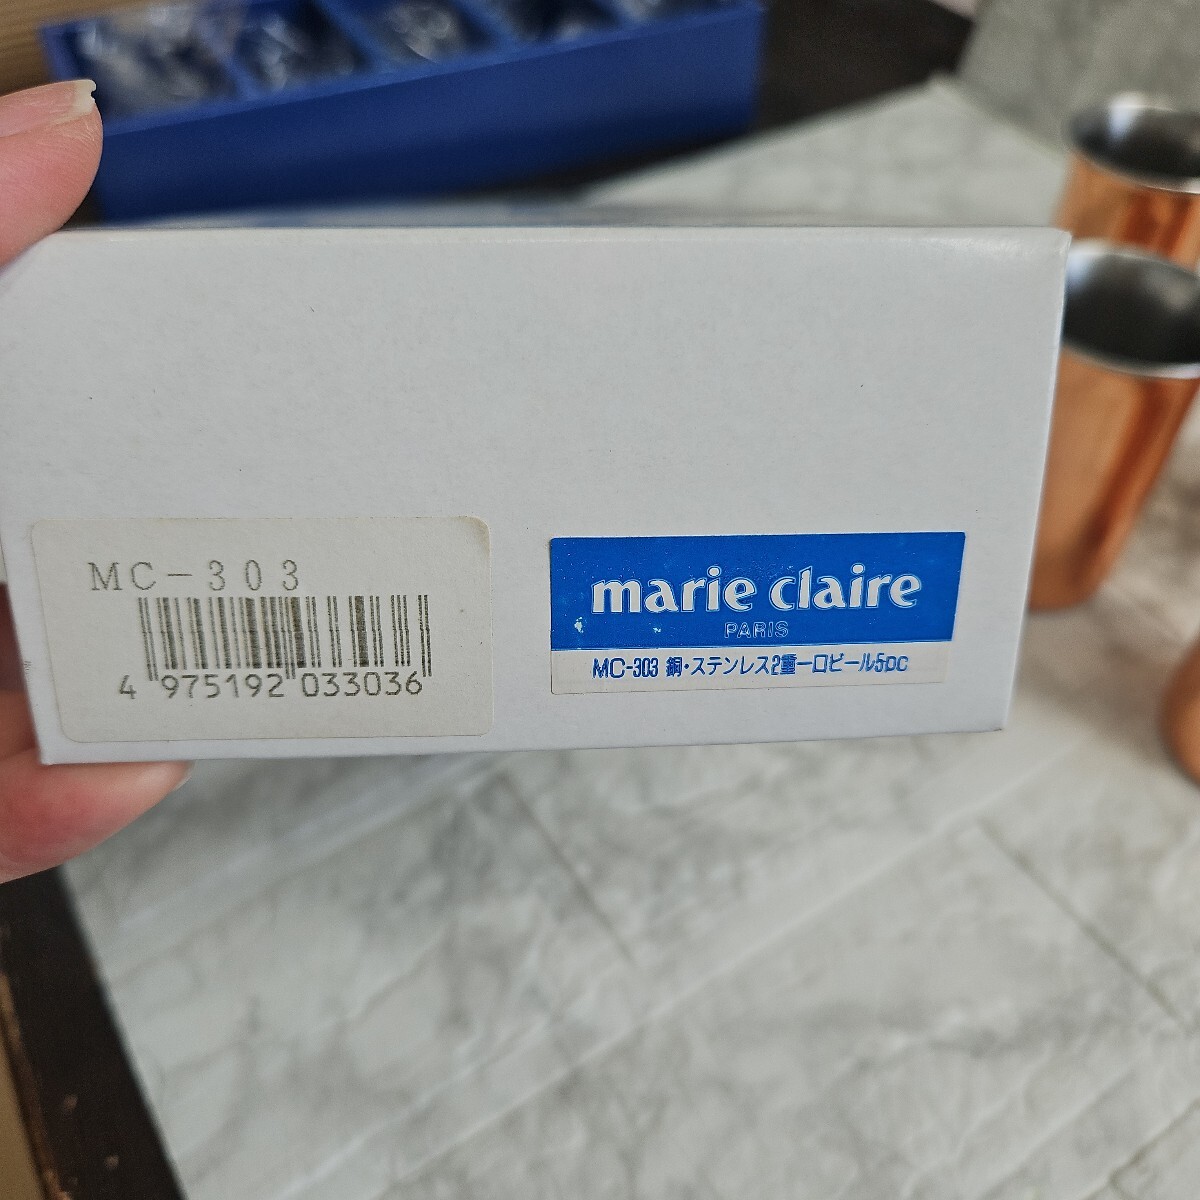 MC-303
4 975192 033036
marie claire
PARIS
MC-303 銅・ステンレス2重一口ビール5pc